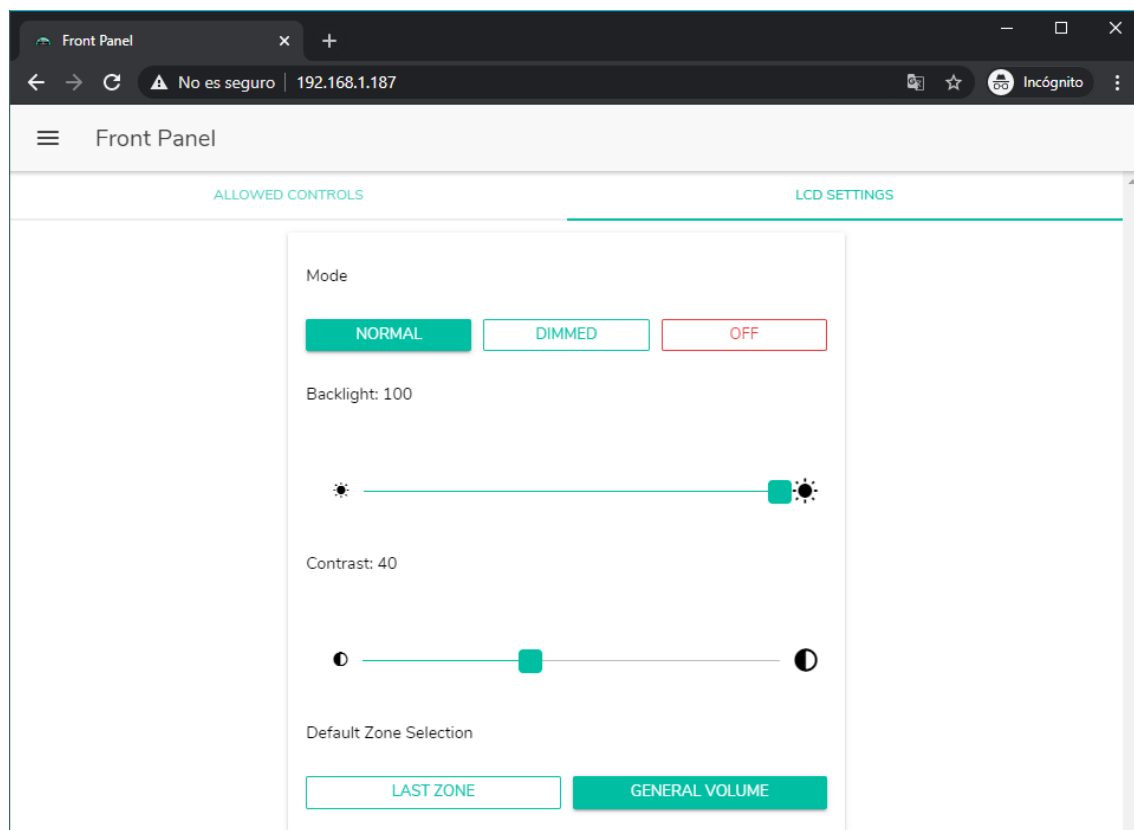 Front Panel
No es seguro 192.168.1.187 Incógnito
Front Panel
ALLOWED CONTROLS LCD SETTINGS
Mode
NORMAL DIMMED OFF
Backlight: 100
Contrast: 40
Default Zone Selection
LAST ZONE GENERAL VOLUME